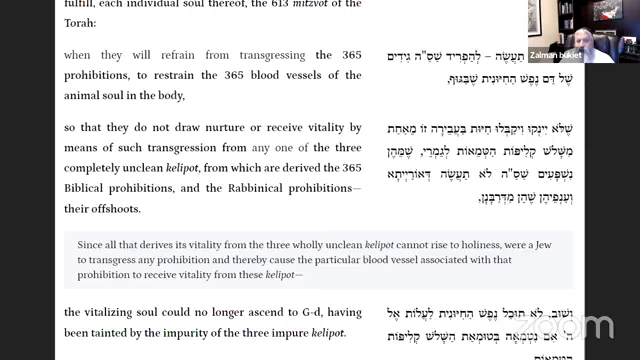 fulfill, each individual soul thereof, the 613 mitzvot of the
Torah:
when they will refrain from transgressing the 365
prohibitions, to restrain the 365 blood vessels of the
animal soul in the body,
תַעֲשֶׂה – לְהַפְרִיד שַׁסַ"ה גִידִים
שֶׁל דַּם נֶפֶשׁ הַחִיּוּנִית שֶׁבַּגּוּף,
so that they do not draw nurture or receive vitality by
means of such transgression from any one of the three
completely unclean kelipot, from which are derived the 365
Biblical prohibitions, and the Rabbinical prohibitions—
their offshoots.
שֶׁלֹּא יִינְקוּ וִיקַבְּלוּ חַיּוּת בַּעֲבֵירָה זוֹ מֵאַחַת
מִשָּׁלֹשׁ קְלִיפּוֹת הַטְּמֵאוֹת לְגַמְרֵי, שֶׁמֵּהֶן
נִשְׁפָּעִים שַׁסַ"ה לֹא תַעֲשֶׂה דְּאוֹרַיְיתָא
וְעַנְפֵיהֶן שֶׁהֵן מִדְּרַבָּנָן,
Since all that derives its vitality from the three wholly unclean kelipot cannot rise to holiness, were a Jew
to transgress any prohibition and thereby cause the particular blood vessel associated with that
prohibition to receive vitality from these kelipot—
the vitalizing soul could no longer ascend to G-d, having
been tainted by the impurity of the three impure kelipot.
וְשׁוּב, לֹא תוּכַל נֶפֶשׁ הַחִיּוּנִית לַעֲלוֹת אֶל
ה' אִם נִטְמְאָה בְּטוּמְאַת הַשָּׁלֹשׁ קְלִיפּוֹת
Zalman bukiet
zoom